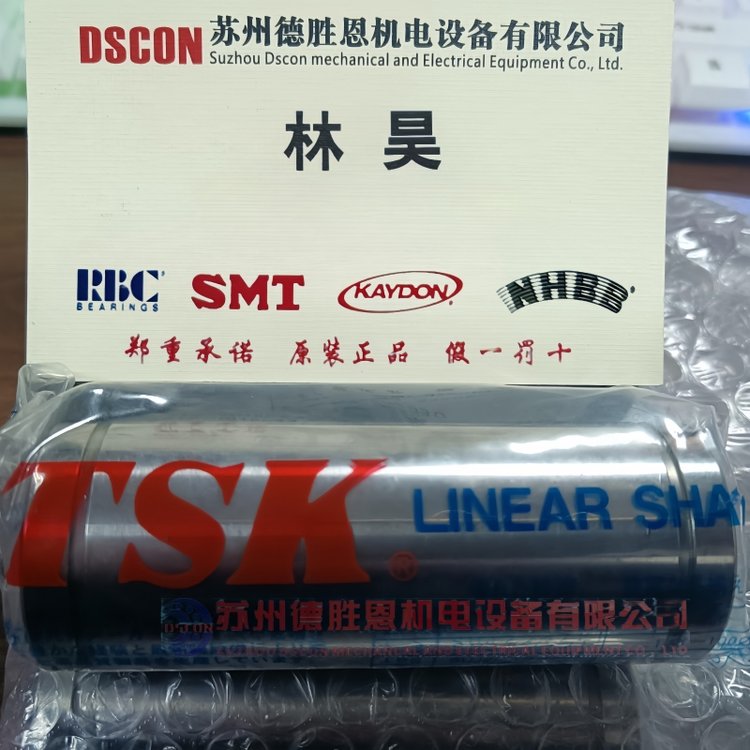 DSCON 苏州德胜恩机电设备有限公司
Suzhou Dscon mechanical and Electrical Equipment Co., Ltd.
林昊
RBC SMT KAYDON® NHBB
BEARINGS
郑重承诺 原装正品 假一罚十
TSK® LINEAR SHA
苏州德胜恩机电设备有限公司